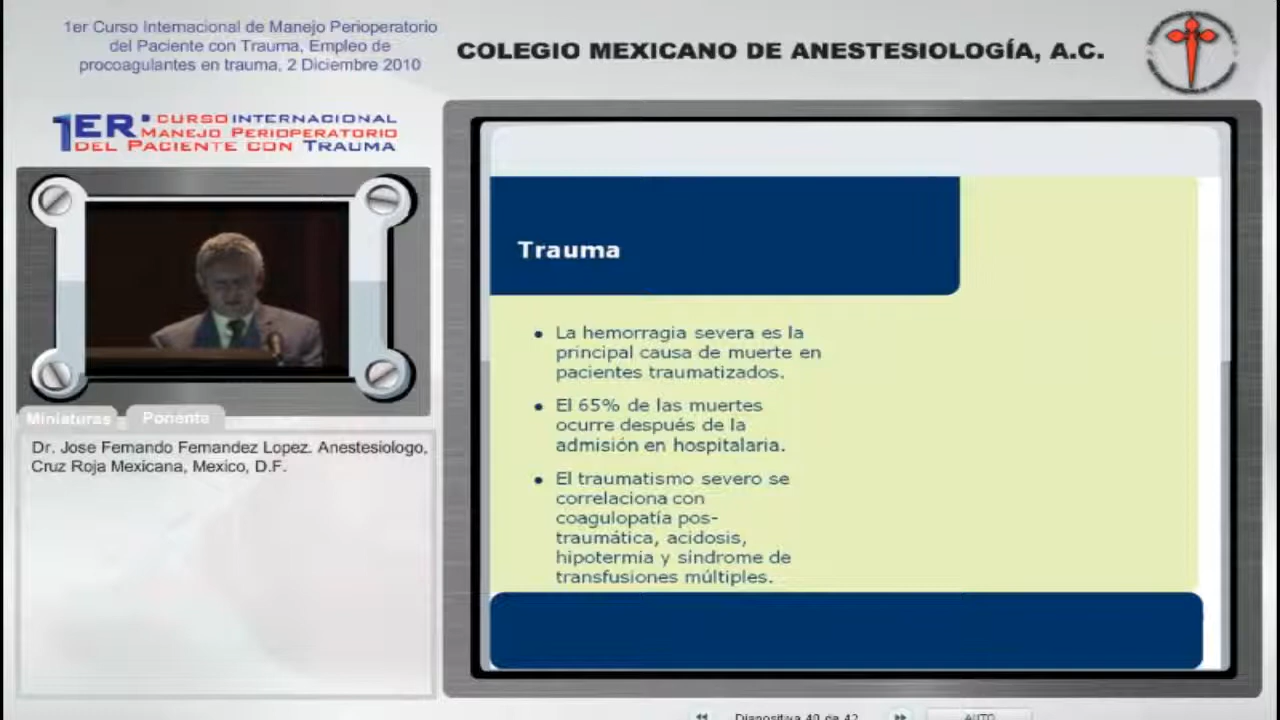 1er Curso Internacional de Manejo Perioperatorio
del Paciente con Trauma, Empleo de
procoagulantes en trauma, 2 Diciembre 2010
COLEGIO MEXICANO DE ANESTESIOLOGÍA, A.C.
1ER. CURSO INTERNACIONAL
MANEJO PERIOPERATORIO
DEL PACIENTE CON TRAUMA
Miniaturas
Ponente
Dr. Jose Fernando Fernandez Lopez. Anestesiologo,
Cruz Roja Mexicana, Mexico, D.F.
Trauma
• La hemorragia severa es la
principal causa de muerte en
pacientes traumatizados.
• El 65% de las muertes
ocurre después de la
admisión en hospitalaria.
• El traumatismo severo se
correlaciona con
coagulopatía pos-
traumática, acidosis,
hipotermia y síndrome de
transfusiones múltiples.
Diapositiva 40 de 42
AUTO